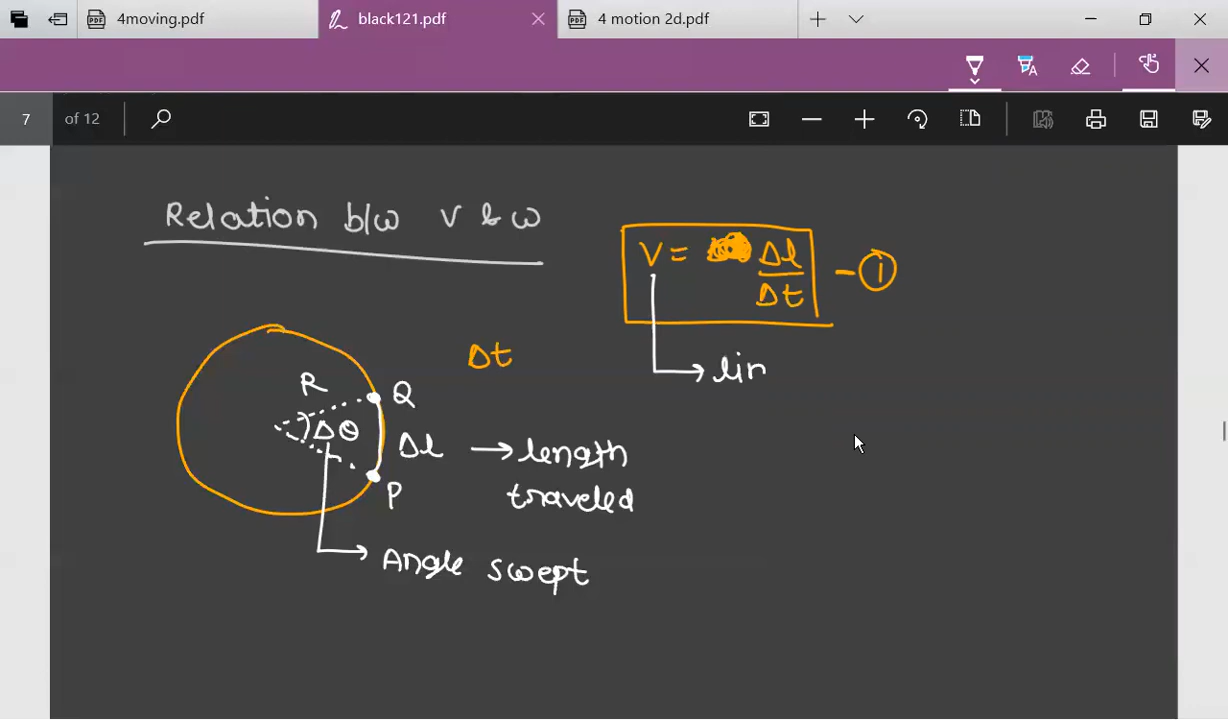 4moving.pdf
black121.pdf
4 motion 2d.pdf
7 of 12
Relation b/w V & ω
V = Δl
Δt
- ①
Δt
R
Q
Δθ
Δl → length
traveled
P
Angle swept
lin